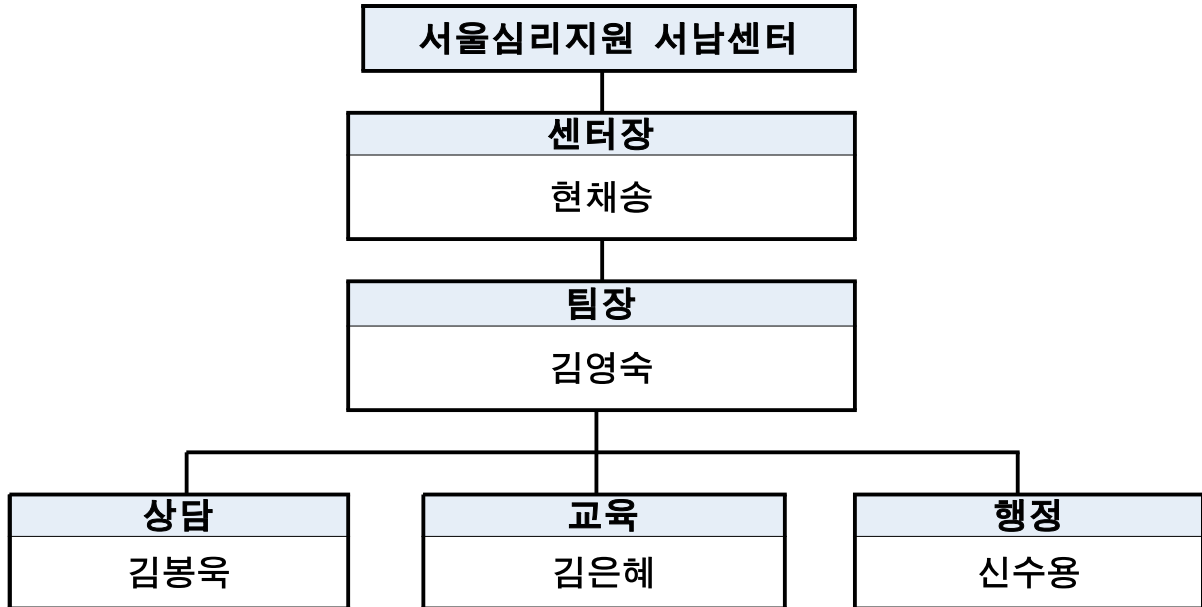 서울심리지원 서남센터
센터장
현채송
팀장
김영숙
상담 교육 행정
김봉욱 김은혜 신수용